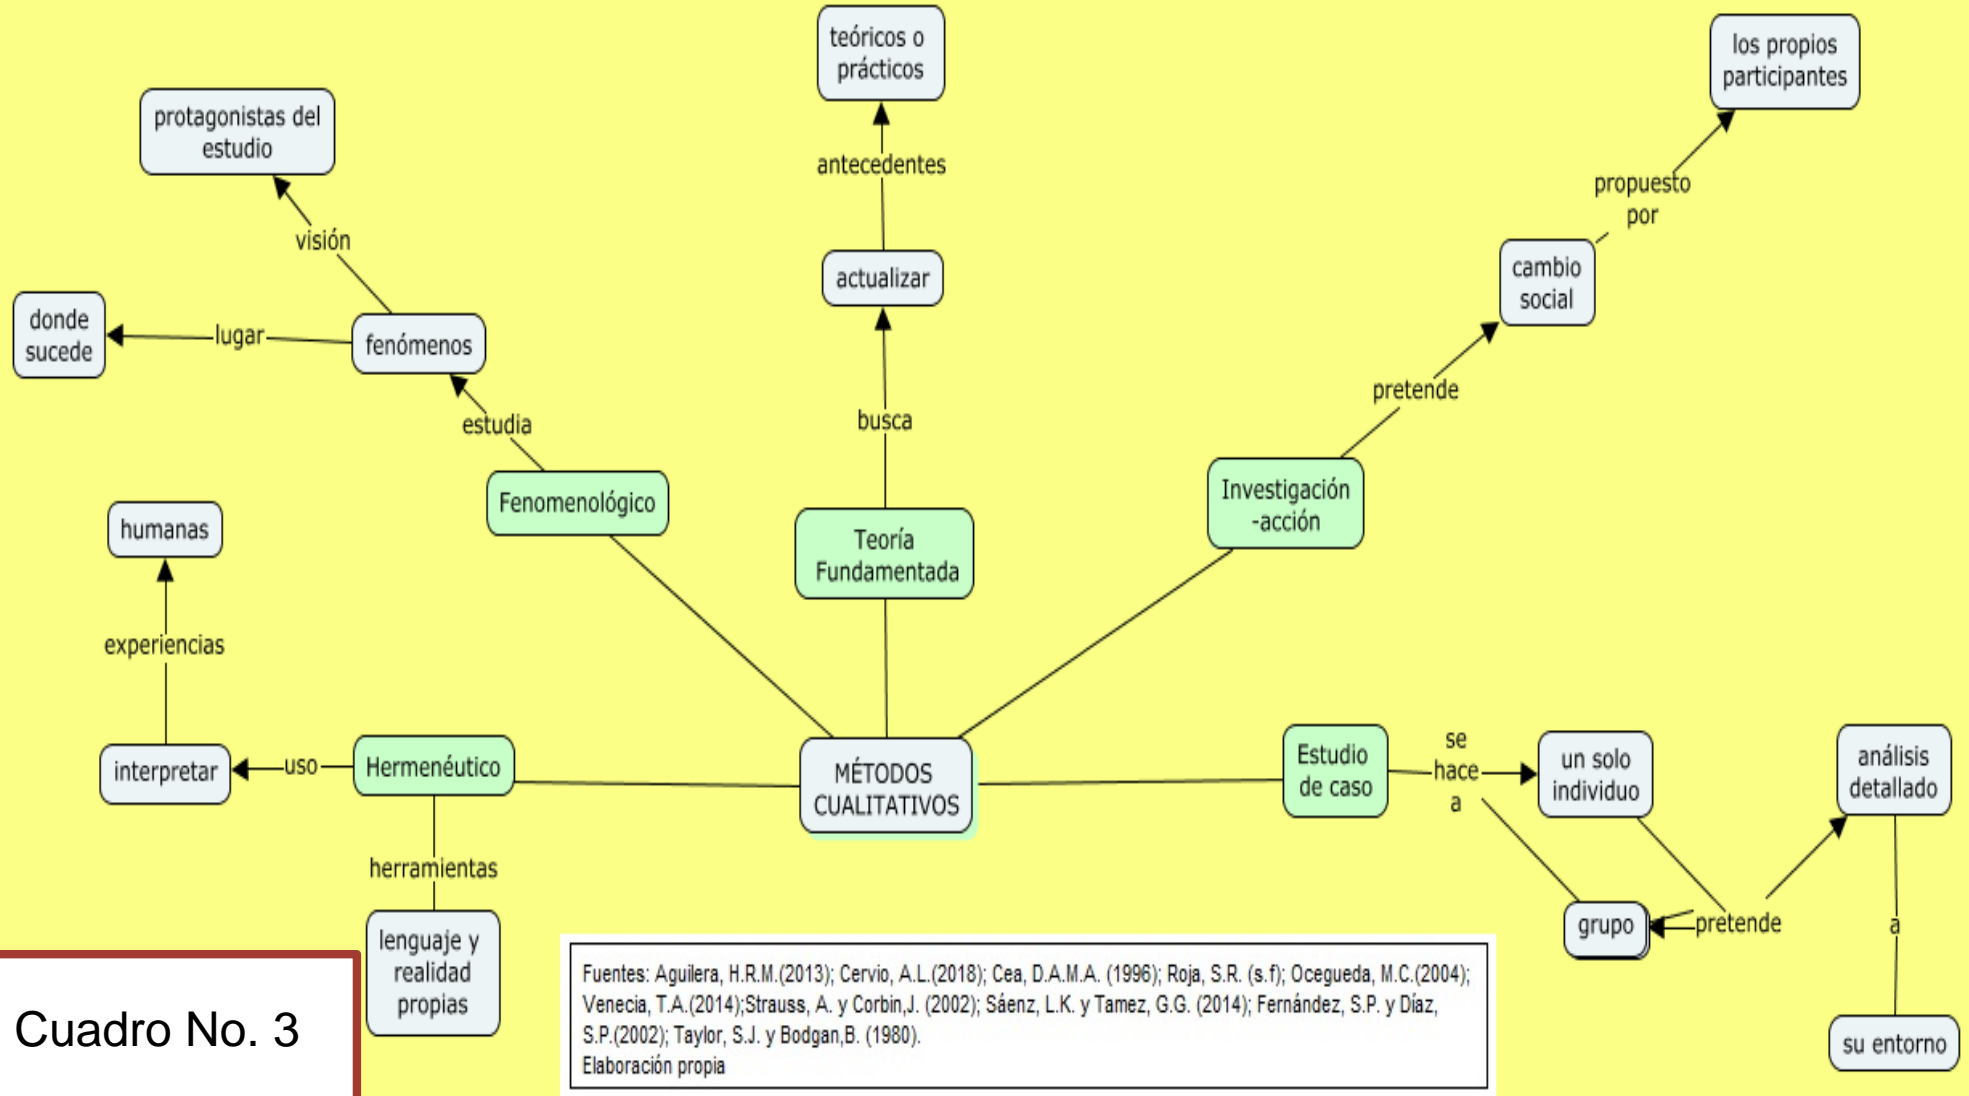 teóricos o
prácticos
los propios
participantes
protagonistas del
estudio
antecedentes
propuesto
por
visión
actualizar
cambio
social
donde
sucede
lugar
fenómenos
pretende
estudia
busca
Fenomenológico
Investigación
-acción
humanas
Teoría
Fundamentada
experiencias
interpretar
uso
Hermenéutico
MÉTODOS
CUALITATIVOS
Estudio
de caso
se
hace
a
un solo
individuo
análisis
detallado
herramientas
grupo
pretende
a
lenguaje y
realidad
propias
su entorno
Cuadro No. 3
Fuentes: Aguilera, H.R.M.(2013); Cervio, A.L.(2018); Cea, D.A.M.A. (1996); Roja, S.R. (s.f); Ocegueda, M.C.(2004);
Venecia, T.A.(2014);Strauss, A. y Corbin,J. (2002); Sáenz, L.K. y Tamez, G.G. (2014); Fernández, S.P. y Díaz,
S.P.(2002); Taylor, S.J. y Bodgan,B. (1980).
Elaboración propia